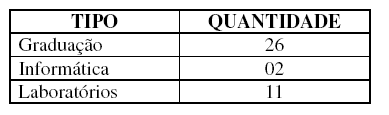 TIPO QUANTIDADE
Graduação 26
Informática 02
Laboratórios 11